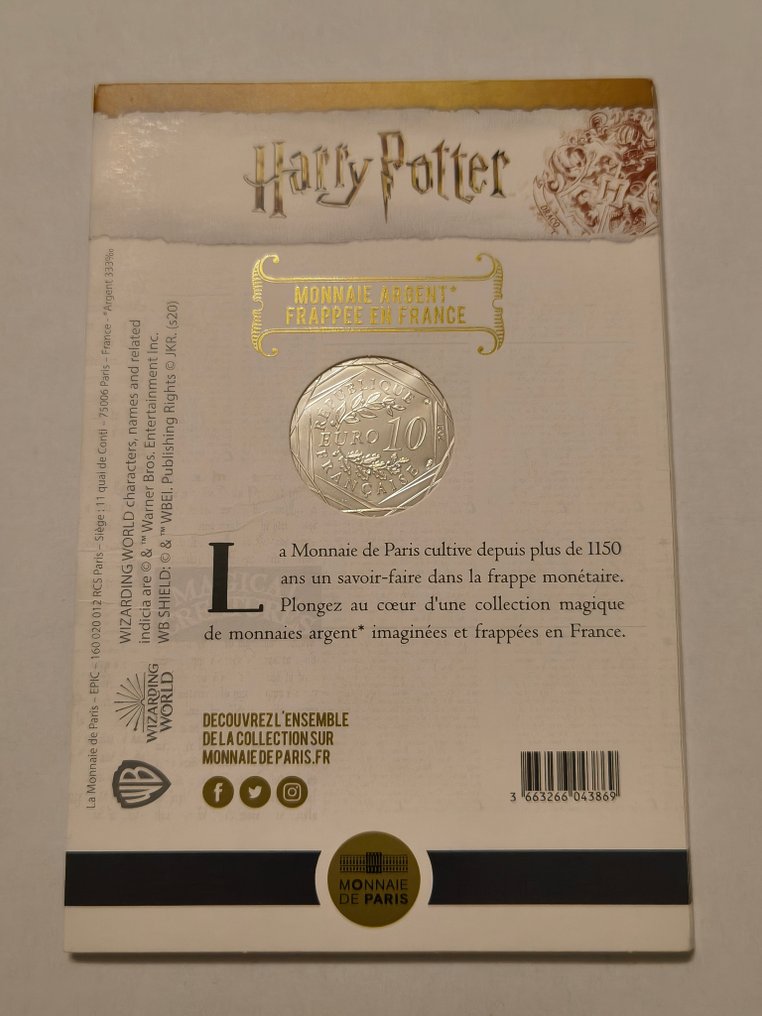 Harry Potter
DRACO
H
MONNAIE ARGENT*
FRAPPÉE EN FRANCE
RÉPUBLIQUE
EURO 10
FRANÇAISE
La Monnaie de Paris cultive depuis plus de 1150
ans un savoir-faire dans la frappe monétaire.
Plongez au cœur d'une collection magique
de monnaies argent* imaginées et frappées en France.
La Monnaie de Paris – EPIC – 160 020 012 RCS Paris – Siège : 11 quai de Conti – 75006 Paris – France - *Argent 333‰
WIZARDING WORLD characters, names and related
indicia are © & ™ Warner Bros. Entertainment Inc.
WB SHIELD: © & ™ WBEI. Publishing Rights © JKR. (s20)
WIZARDING
WORLD
WB
DECOUVREZ L'ENSEMBLE
DE LA COLLECTION SUR
MONNAIEDEPARIS.FR
3 663266 043869
MONNAIE
DE PARIS